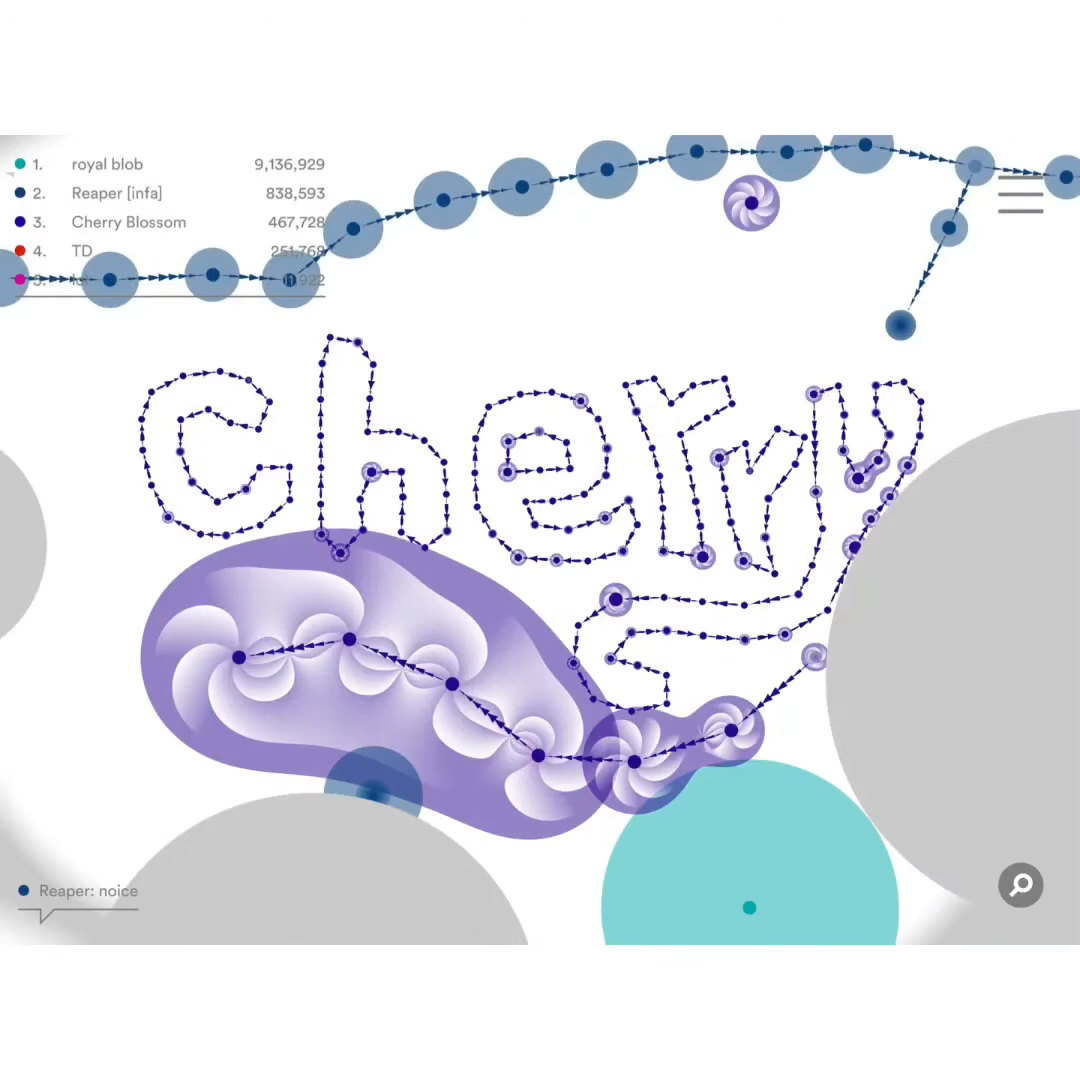 1. royal blob 9,136,929
2. Reaper [infa] 838,593
3. Cherry Blossom 467,728
4. TD 251,768
5.
cherry
Reaper: noice